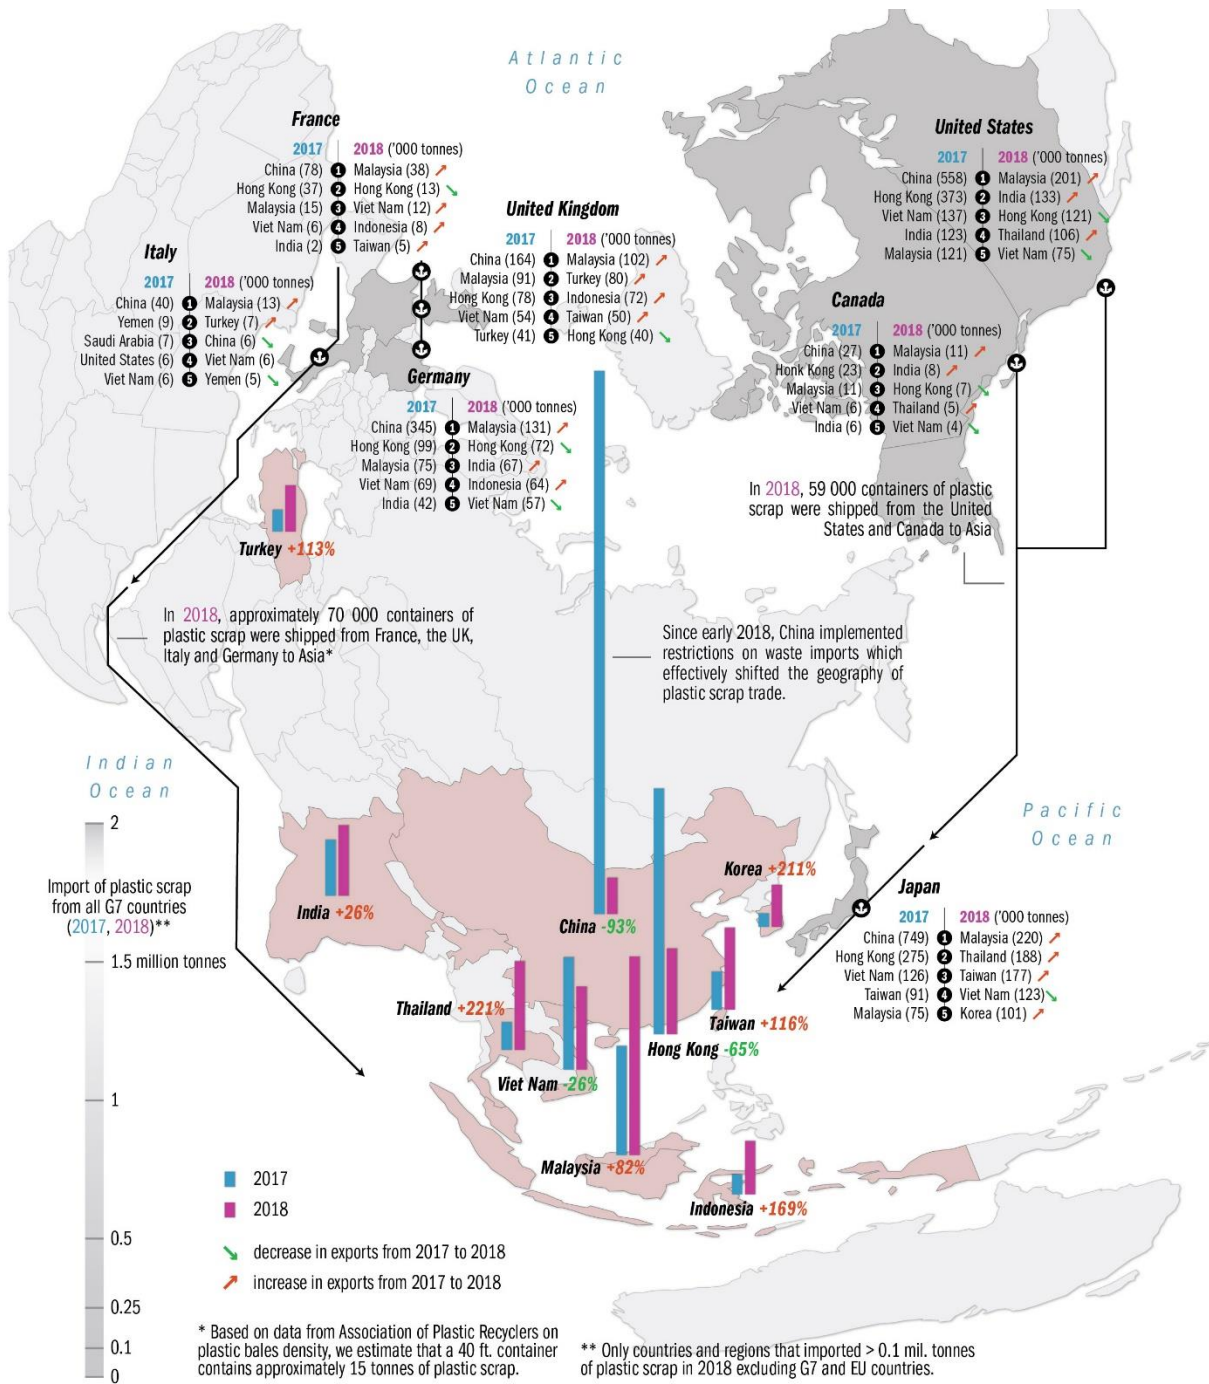 Atlantic
Ocean
France
2017 2018 ('000 tonnes)
China (78) 1 Malaysia (38)
Hong Kong (37) 2 Hong Kong (13)
Malaysia (15) 3 Viet Nam (12)
Viet Nam (6) 4 Indonesia (8)
India (2) 5 Taiwan (5)
United States
2017 2018 ('000 tonnes)
China (558) 1 Malaysia (201)
Hong Kong (373) 2 India (133)
Viet Nam (137) 3 Hong Kong (121)
India (123) 4 Thailand (106)
Malaysia (121) 5 Viet Nam (75)
United Kingdom
2017 2018 ('000 tonnes)
China (164) 1 Malaysia (102)
Malaysia (91) 2 Turkey (80)
Hong Kong (78) 3 Indonesia (72)
Viet Nam (54) 4 Taiwan (50)
Turkey (41) 5 Hong Kong (40)
Italy
2017 2018 ('000 tonnes)
China (40) 1 Malaysia (13)
Yemen (9) 2 Turkey (7)
Saudi Arabia (7) 3 China (6)
United States (6) 4 Viet Nam (6)
Viet Nam (6) 5 Yemen (5)
Canada
2017 2018 ('000 tonnes)
China (27) 1 Malaysia (11)
Honk Kong (23) 2 India (8)
Malaysia (11) 3 Hong Kong (7)
Viet Nam (6) 4 Thailand (5)
India (6) 5 Viet Nam (4)
Germany
2017 2018 ('000 tonnes)
China (345) 1 Malaysia (131)
Hong Kong (99) 2 Hong Kong (72)
Malaysia (75) 3 India (67)
Viet Nam (69) 4 Indonesia (64)
India (42) 5 Viet Nam (57)
In 2018, 59 000 containers of plastic
scrap were shipped from the United
States and Canada to Asia
Turkey +113%
In 2018, approximately 70 000 containers of
plastic scrap were shipped from France, the UK,
Italy and Germany to Asia*
Since early 2018, China implemented
restrictions on waste imports which
effectively shifted the geography of
plastic scrap trade.
Indian
Ocean
Pacific
Ocean
2
Import of plastic scrap
from all G7 countries
(2017, 2018)**
1.5 million tonnes
1
0.5
0.25
0.1
0
India +26%
China -93%
Korea +211%
Japan
2017 2018 ('000 tonnes)
China (749) 1 Malaysia (220)
Hong Kong (275) 2 Thailand (188)
Viet Nam (126) 3 Taiwan (177)
Taiwan (91) 4 Viet Nam (123)
Malaysia (75) 5 Korea (101)
Thailand +221%
Taiwan +116%
Hong Kong -65%
Viet Nam -26%
Malaysia +82%
Indonesia +169%
2017
2018
decrease in exports from 2017 to 2018
increase in exports from 2017 to 2018
* Based on data from Association of Plastic Recyclers on
plastic bales density, we estimate that a 40 ft. container
contains approximately 15 tonnes of plastic scrap.
** Only countries and regions that imported > 0.1 mil. tonnes
of plastic scrap in 2018 excluding G7 and EU countries.